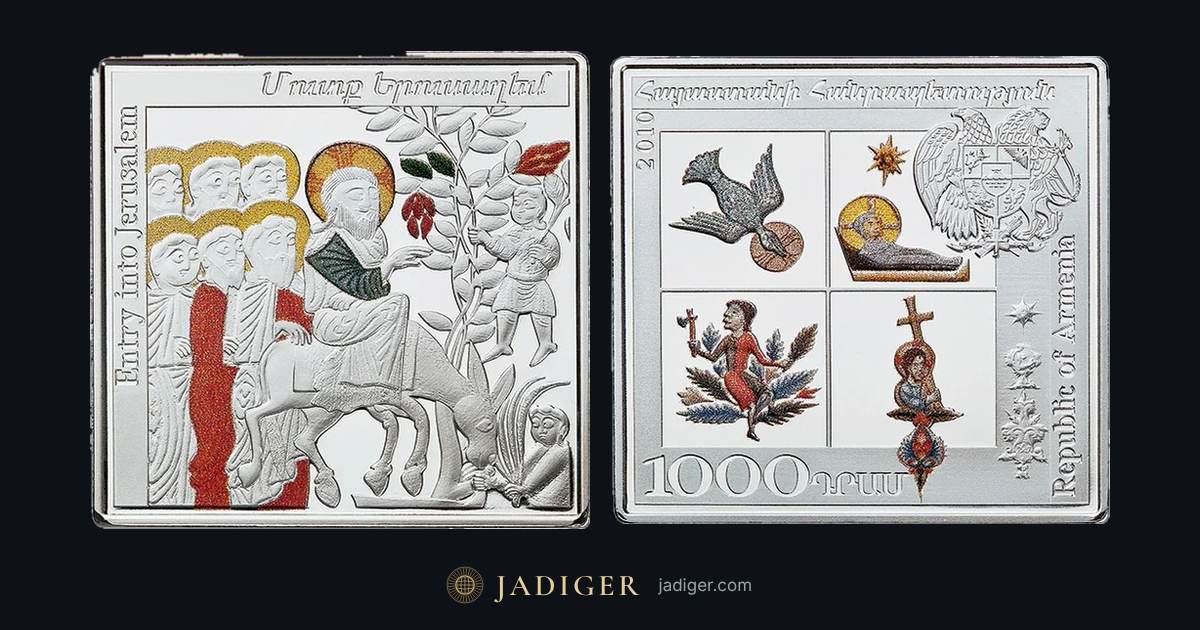 Մուտք Երուսաղեմ
Entry into Jerusalem
Հայաստանի Հանրապետություն
2010
Republic of Armenia
1000 ԴՐԱՄ
JADIGER
jadiger.com